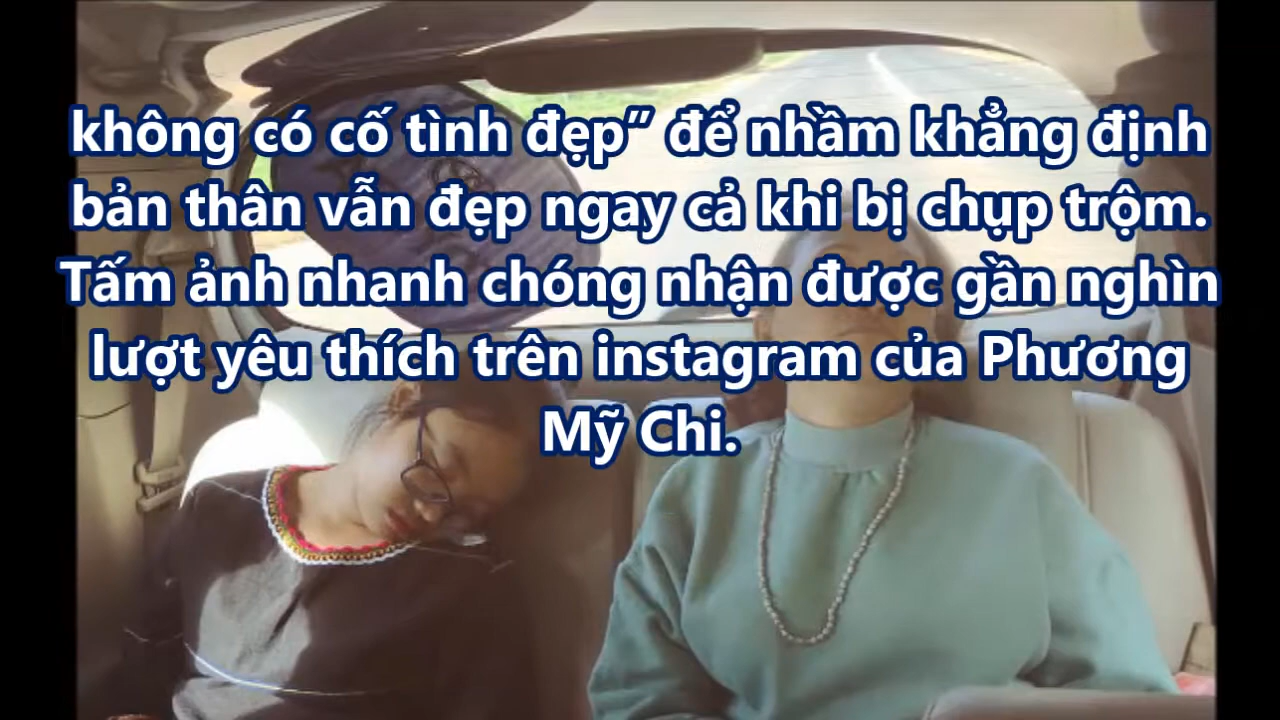 không có cố tình đẹp” để nhầm khẳng định
bản thân vẫn đẹp ngay cả khi bị chụp trộm.
Tấm ảnh nhanh chóng nhận được gần nghìn
lượt yêu thích trên instagram của Phương
Mỹ Chi.